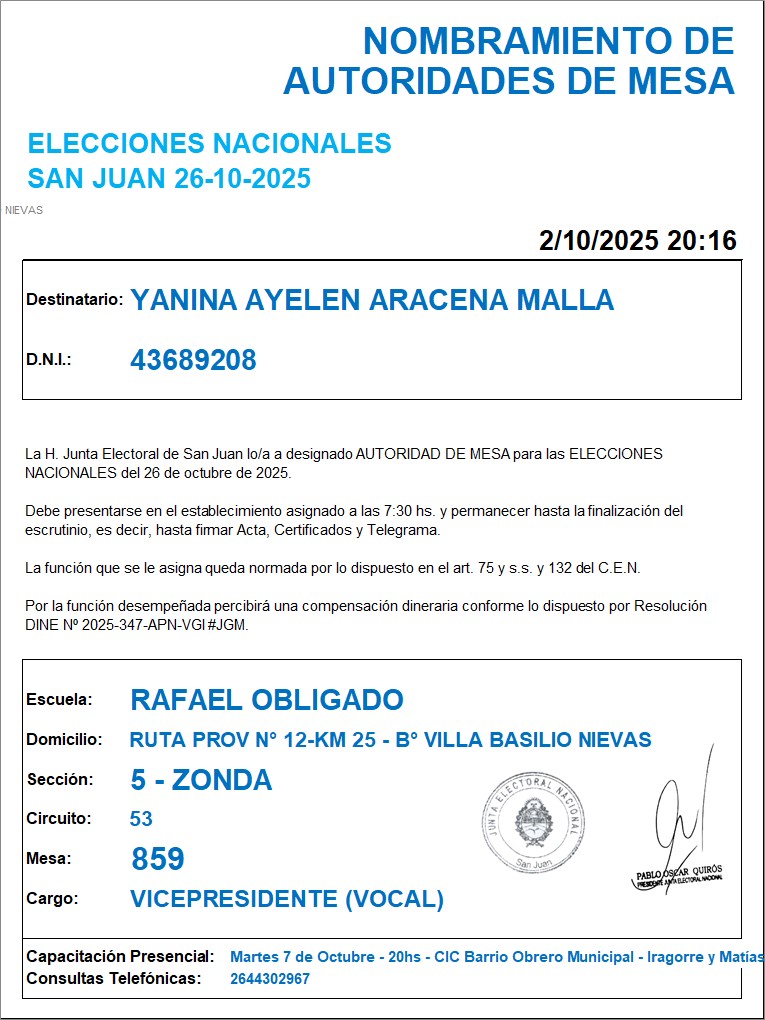 NOMBRAMIENTO DE
AUTORIDADES DE MESA
ELECCIONES NACIONALES
SAN JUAN 26-10-2025
NIEVAS
2/10/2025 20:16
Destinatario: YANINA AYELEN ARACENA MALLA
D.N.I.: 43689208
La H. Junta Electoral de San Juan lo/a a designado AUTORIDAD DE MESA para las ELECCIONES
NACIONALES del 26 de octubre de 2025.
Debe presentarse en el establecimiento asignado a las 7:30 hs. y permanecer hasta la finalización del
escrutinio, es decir, hasta firmar Acta, Certificados y Telegrama.
La función que se le asigna queda normada por lo dispuesto en el art. 75 y s.s. y 132 del C.E.N.
Por la función desempeñada percibirá una compensación dineraria conforme lo dispuesto por Resolución
DINE Nº 2025-347-APN-VGI#JGM.
Escuela: RAFAEL OBLIGADO
Domicilio: RUTA PROV N° 12-KM 25 - B° VILLA BASILIO NIEVAS
Sección: 5 - ZONDA
Circuito: 53
Mesa: 859
Cargo: VICEPRESIDENTE (VOCAL)
JUNTA ELECTORAL NACIONAL
San Juan
PABLO OSCAR QUIRÓS
PRESIDENTE JUNTA ELECTORAL NACIONAL
Capacitación Presencial: Martes 7 de Octubre - 20hs - CIC Barrio Obrero Municipal - Iragorre y Matías
Consultas Telefónicas: 2644302967